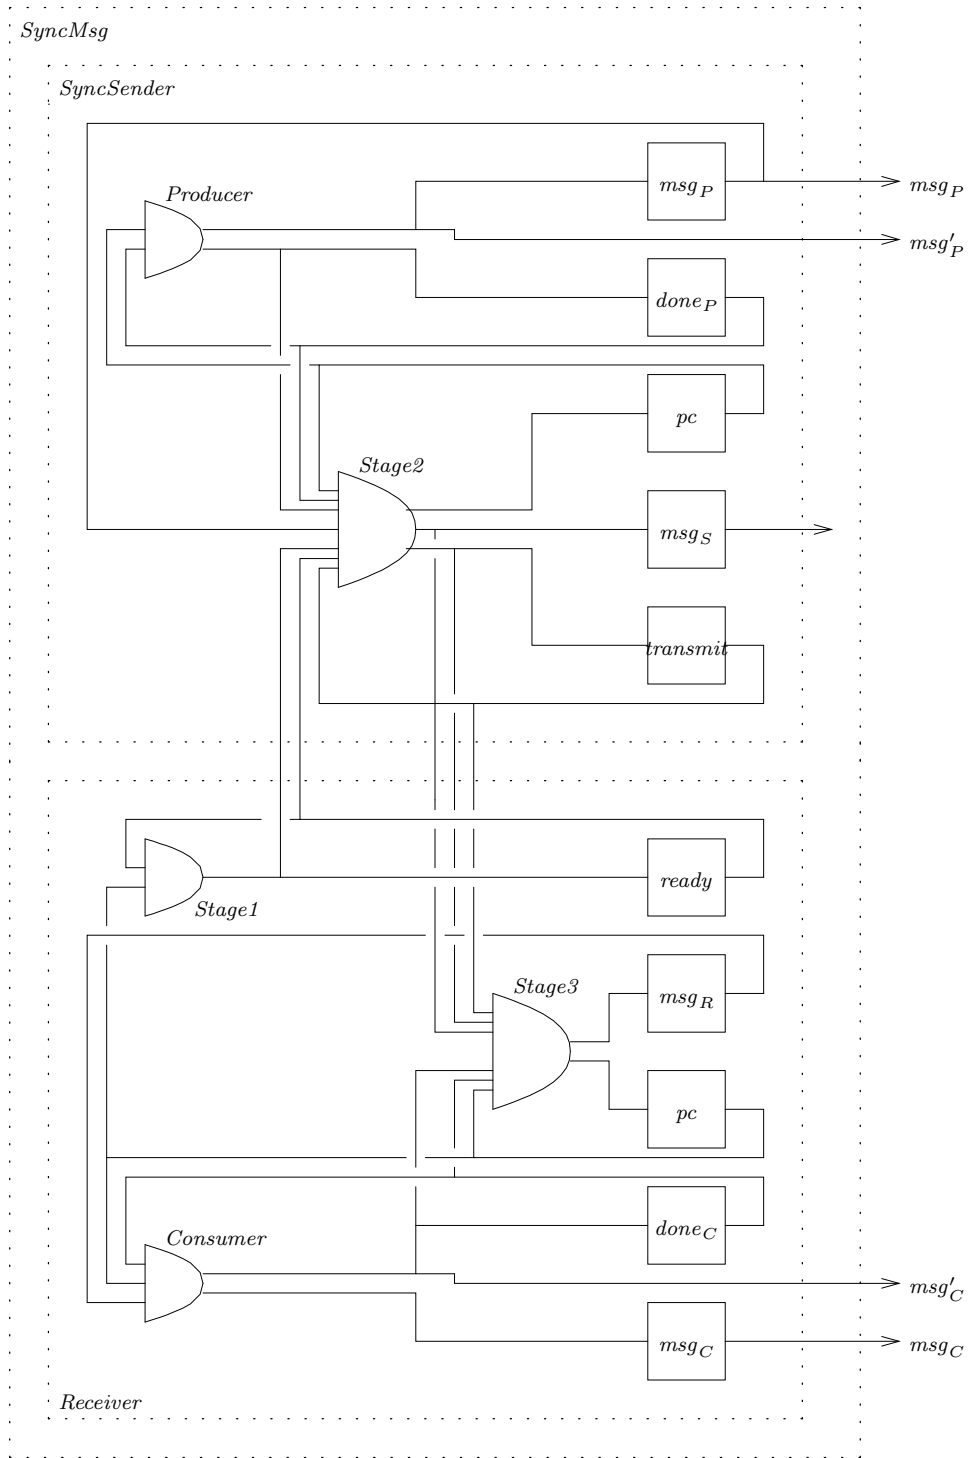 SyncMsg
SyncSender
Producer
msg_P
msg_P
msg′_P
done_P
pc
Stage2
msg_S
transmit
ready
Stage1
Stage3
msg_R
pc
Consumer
done_C
msg′_C
msg_C
msg_C
Receiver